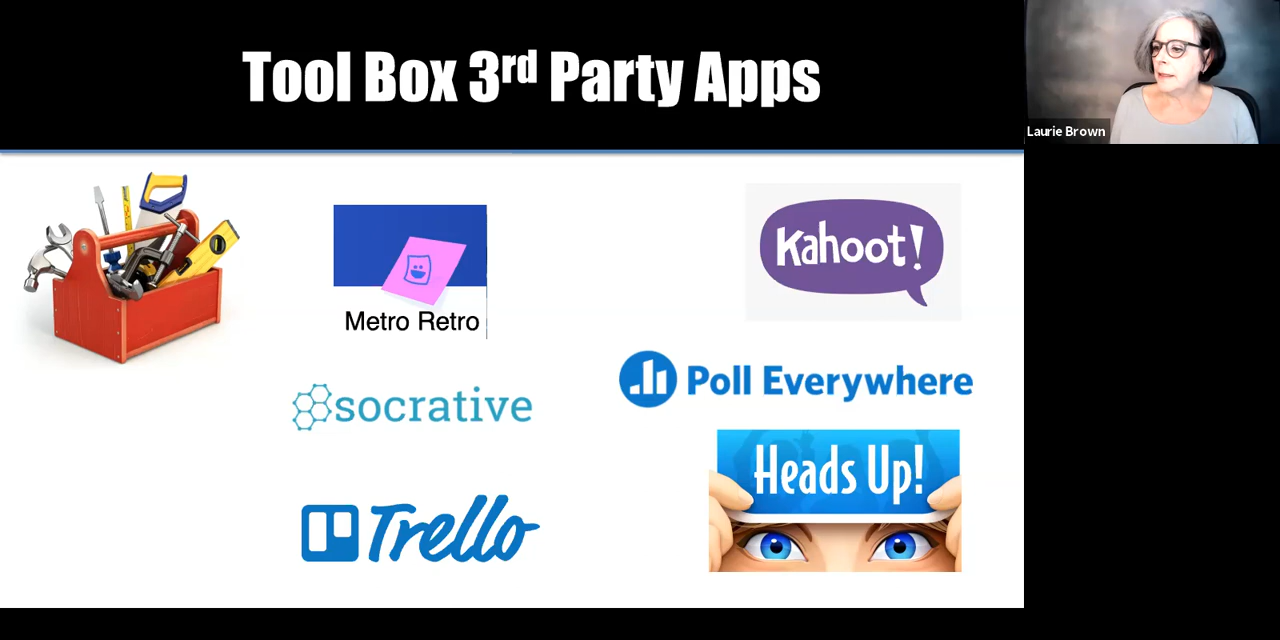 Tool Box 3rd Party Apps
Laurie Brown
Metro Retro
Kahoot!
socrative
Poll Everywhere
Trello
Heads Up!